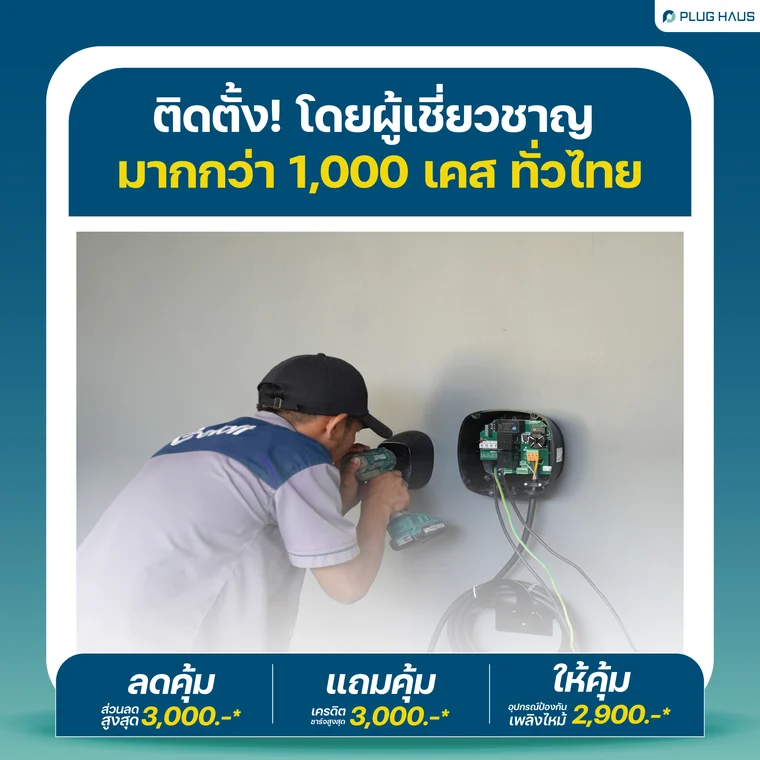 PLUG HAUS
ติดตั้ง! โดยผู้เชี่ยวชาญ
มากกว่า 1,000 เคส ทั่วไทย
ลดคุ้ม
ส่วนลด
สูงสุด 3,000.-*
แถมคุ้ม
เครดิต
ชาร์จสูงสุด 3,000.-*
ให้คุ้ม
อุปกรณ์ป้องกัน
เพลิงไหม้ 2,900.-*